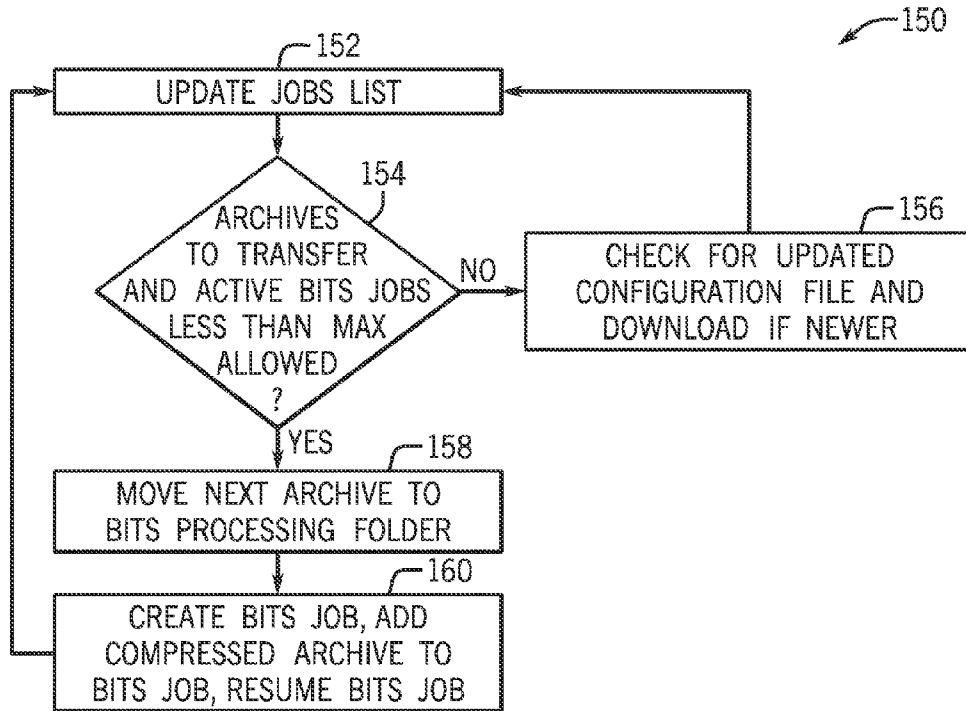 150
152
UPDATE JOBS LIST
154
ARCHIVES
TO TRANSFER
AND ACTIVE BITS JOBS
LESS THAN MAX
ALLOWED
?
NO
156
CHECK FOR UPDATED
CONFIGURATION FILE AND
DOWNLOAD IF NEWER
YES
158
MOVE NEXT ARCHIVE TO
BITS PROCESSING FOLDER
160
CREATE BITS JOB, ADD
COMPRESSED ARCHIVE TO
BITS JOB, RESUME BITS JOB